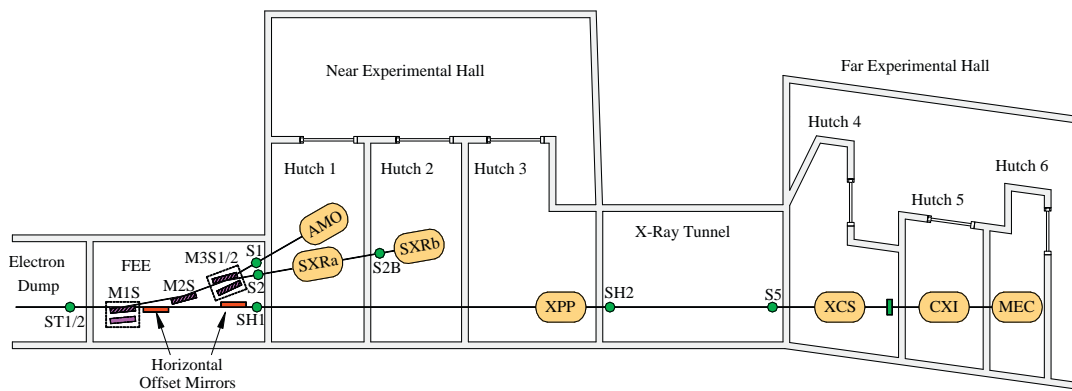 Near Experimental Hall
Far Experimental Hall
Hutch 4
Hutch 1
Hutch 2
Hutch 3
Hutch 6
Hutch 5
AMO
X-Ray Tunnel
Electron
Dump
FEE
M3S1/2
S1
SXRa
SXRb
S2B
M2S
S2
M1S
SH2
S5
XPP
XCS
CXI
MEC
ST1/2
SH1
Horizontal
Offset Mirrors